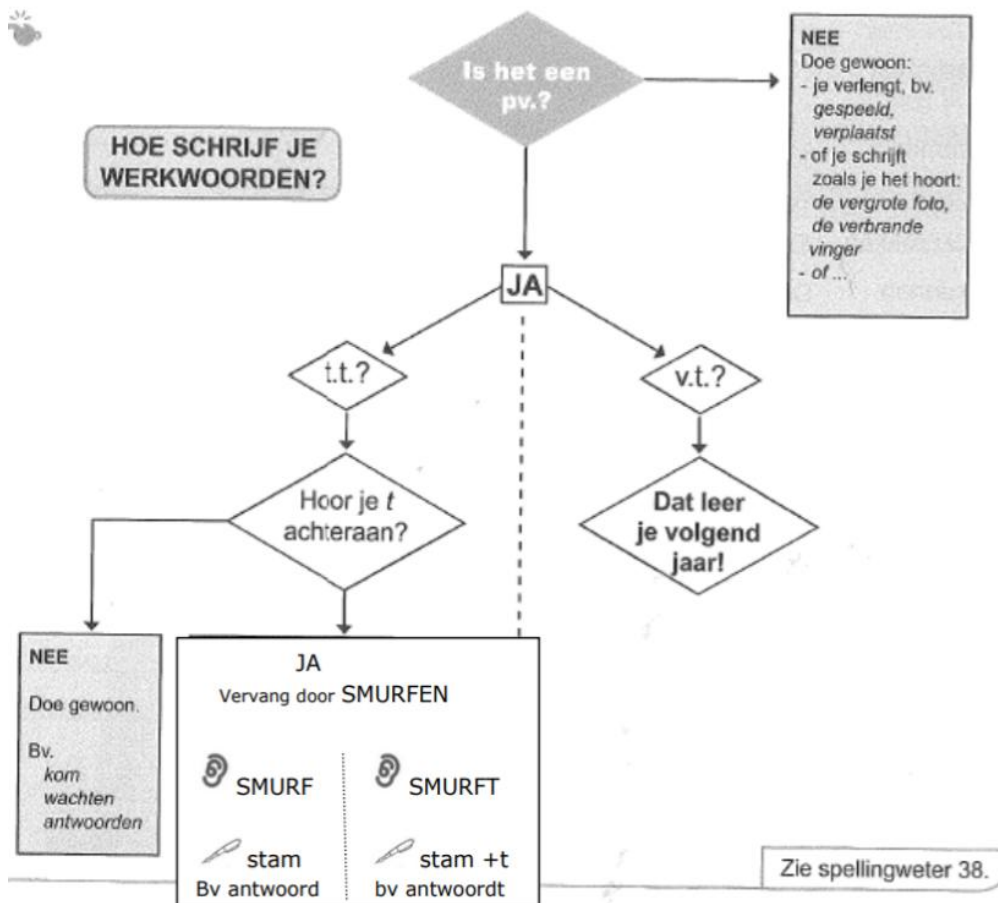 Is het een
pv.?
NEE
Doe gewoon:
- je verlengt, bv.
gespeeld,
verplaatst
- of je schrijft
zoals je het hoort:
de vergrote foto,
de verbrande
vinger
- of ...
HOE SCHRIJF JE
WERKWOORDEN?
JA
t.t.?
v.t.?
Hoor je t
achteraan?
Dat leer
je volgend
jaar!
NEE
Doe gewoon.
Bv.
kom
wachten
antwoorden
JA
Vervang door SMURFEN
SMURF
SMURFT
stam
stam +t
Bv antwoord
bv antwoordt
Zie spellingweter 38.